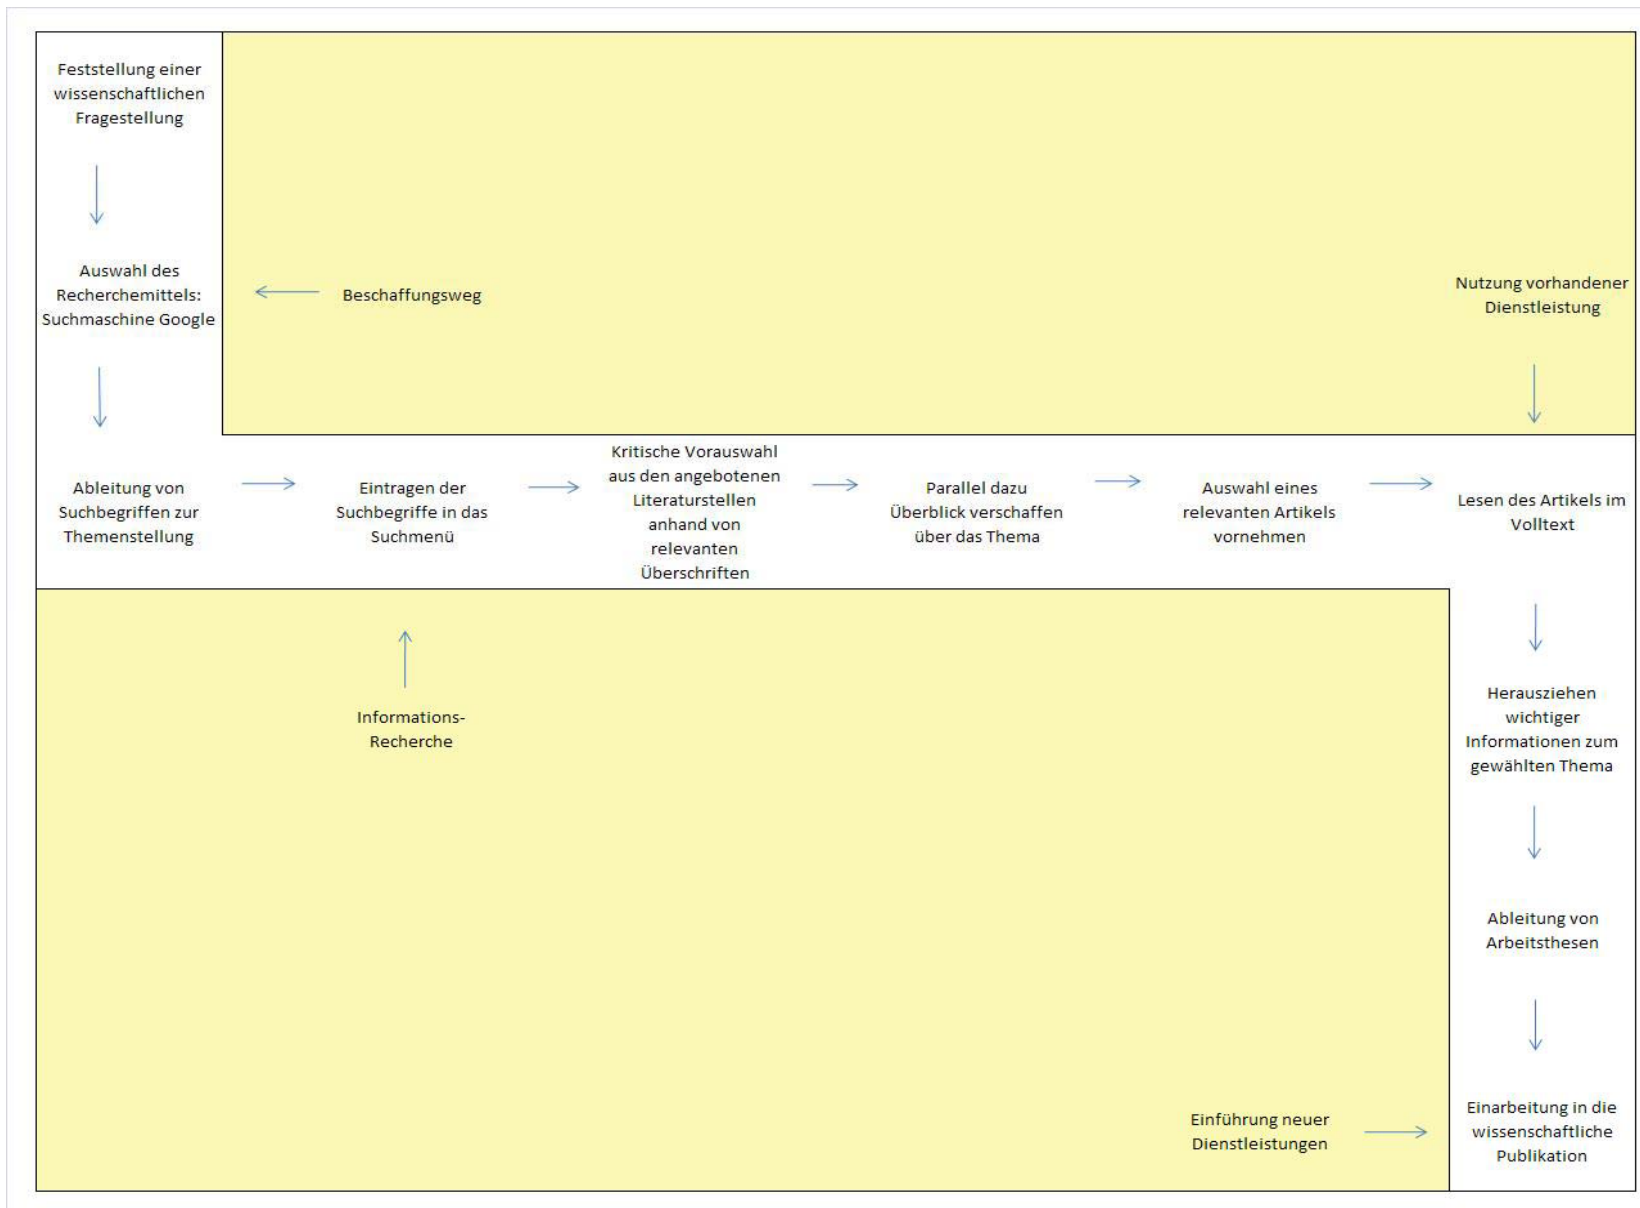 Feststellung einer
wissenschaftlichen
Fragestellung
Auswahl des
Recherchemittels:
Suchmaschine Google
Beschaffungsweg
Nutzung vorhandener
Dienstleistung
Ableitung von
Suchbegriffen zur
Themenstellung
Eintragen der
Suchbegriffe in das
Suchmenü
Kritische Vorauswahl
aus den angebotenen
Literaturstellen
anhand von
relevanten
Überschriften
Parallel dazu
Überblick verschaffen
über das Thema
Auswahl eines
relevanten Artikels
vornehmen
Lesen des Artikels im
Volltext
Informations-
Recherche
Herausziehen
wichtiger
Informationen zum
gewählten Thema
Ableitung von
Arbeitsthesen
Einführung neuer
Dienstleistungen
Einarbeitung in die
wissenschaftliche
Publikation